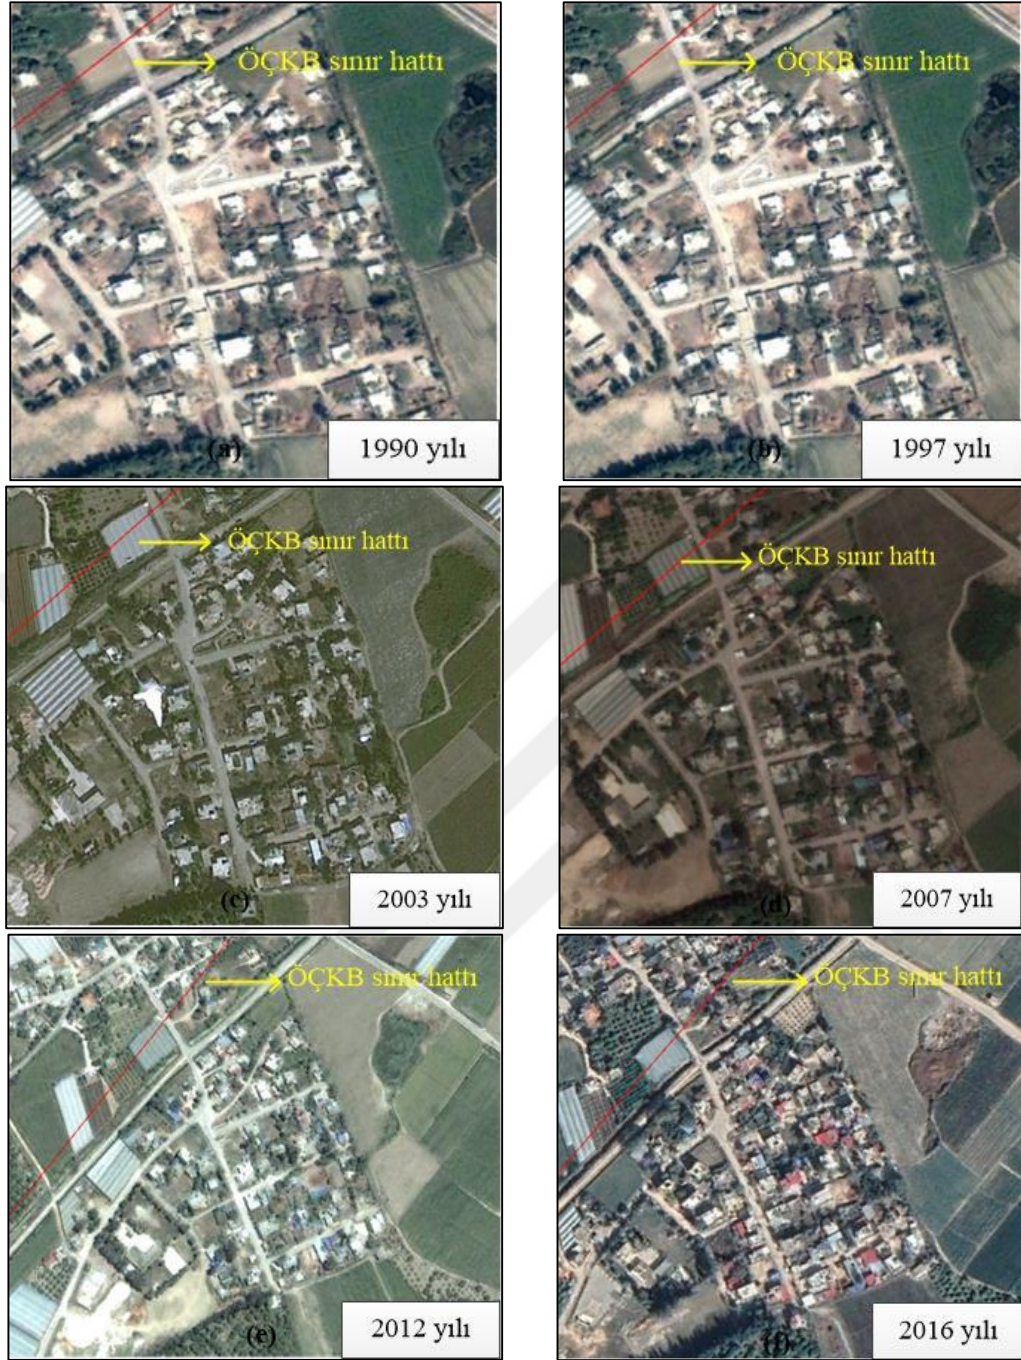 ÖÇKB sınır hattı
(a)
1990 yılı
ÖÇKB sınır hattı
(b)
1997 yılı
ÖÇKB sınır hattı
(c)
2003 yılı
ÖÇKB sınır hattı
(d)
2007 yılı
ÖÇKB sınır hattı
(e)
2012 yılı
ÖÇKB sınır hattı
(f)
2016 yılı